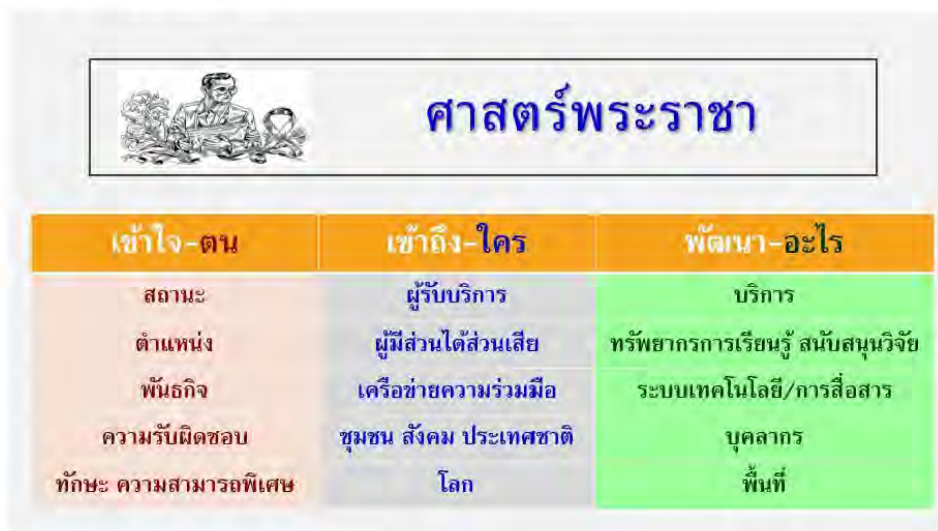 ศาสตร์พระราชา
เข้าใจ-ตน เข้าถึง-ใคร พัฒนา-อะไร
สถานะ ผู้รับบริการ บริการ
ตำแหน่ง ผู้มีส่วนได้ส่วนเสีย ทรัพยากรการเรียนรู้ สนับสนุนวิจัย
พันธกิจ เครือข่ายความร่วมมือ ระบบเทคโนโลยี/การสื่อสาร
ความรับผิดชอบ ชุมชน สังคม ประเทศชาติ บุคลากร
ทักษะ ความสามารถพิเศษ โลก พื้นที่